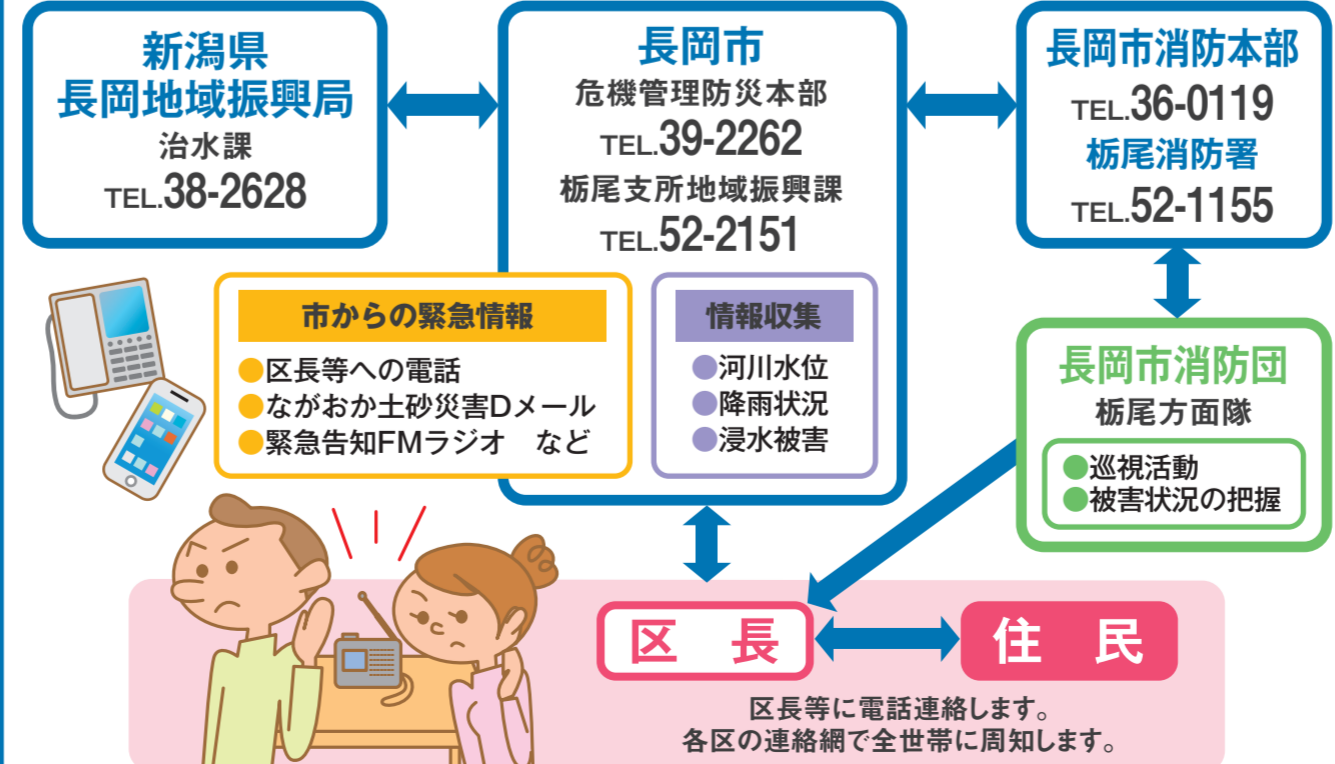 新潟県
長岡地域振興局
治水課
TEL.38-2628
長岡市
危機管理防災本部
TEL.39-2262
栃尾支所地域振興課
TEL.52-2151
長岡市消防本部
TEL.36-0119
栃尾消防署
TEL.52-1155
市からの緊急情報
●区長等への電話
●ながおか土砂災害Dメール
●緊急告知FMラジオ　など
情報収集
●河川水位
●降雨状況
●浸水被害
長岡市消防団
栃尾方面隊
●巡視活動
●被害状況の把握
区　長
住　民
区長等に電話連絡します。
各区の連絡網で全世帯に周知します。